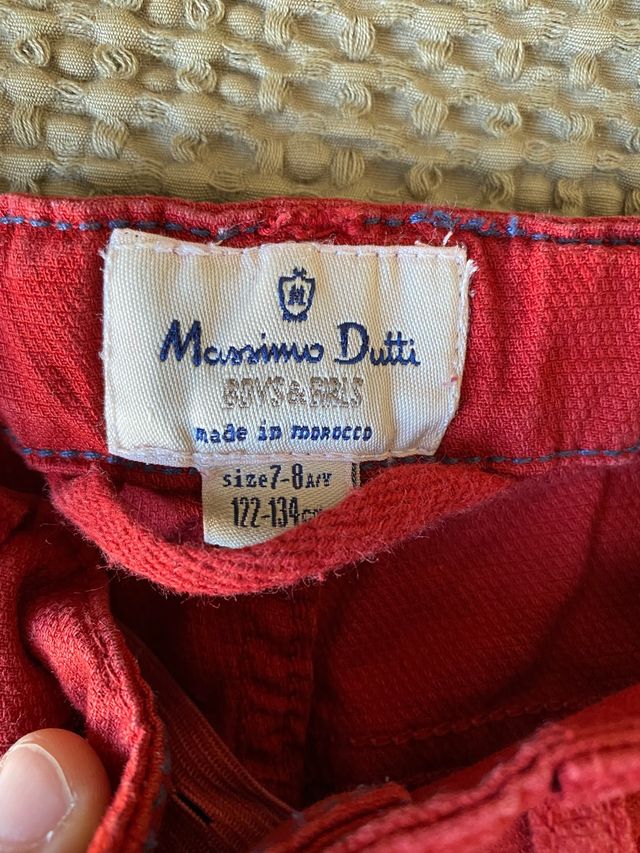 M
Massimo Dutti
BOYS & GIRLS
made in morocco
size 7-8 A/Y
122-134